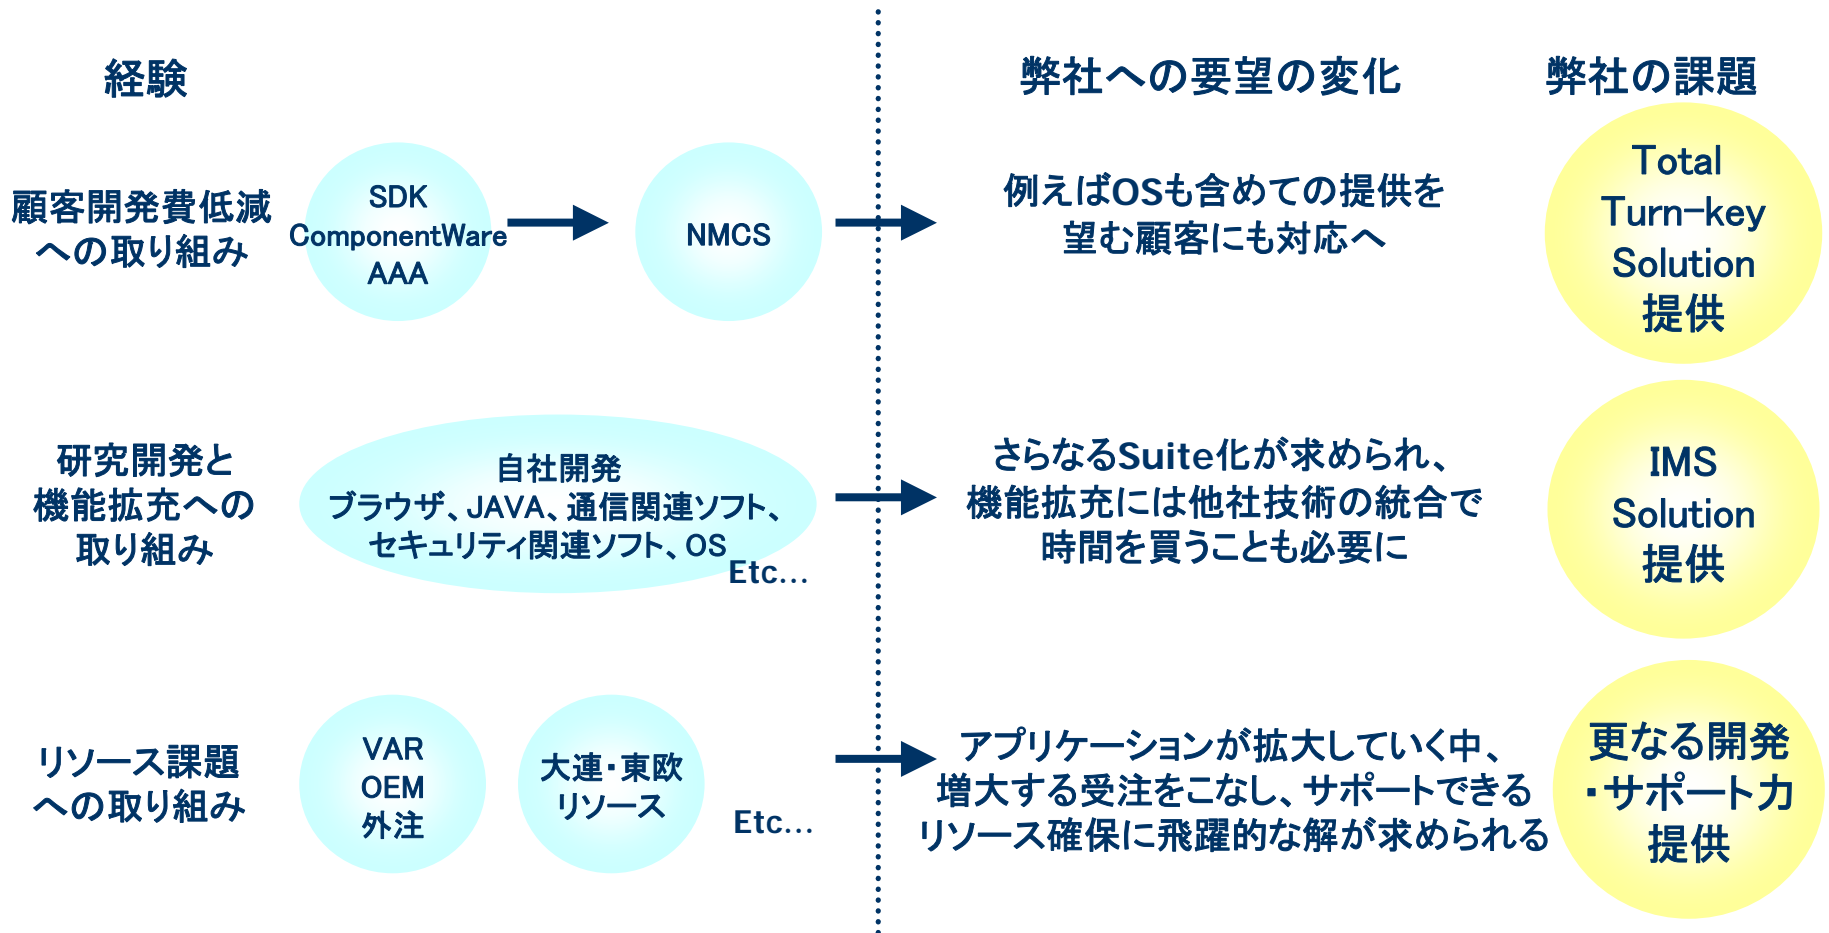 経験
弊社への要望の変化
弊社の課題
顧客開発費低減
への取り組み
SDK
ComponentWare
AAA
NMCS
例えばOSも含めての提供を
望む顧客にも対応へ
Total
Turn-key
Solution
提供
研究開発と
機能拡充への
取り組み
自社開発
ブラウザ、JAVA、通信関連ソフト、
セキュリティ関連ソフト、OS
Etc...
さらなるSuite化が求められ、
機能拡充には他社技術の統合で
時間を買うことも必要に
IMS
Solution
提供
リソース課題
への取り組み
VAR
OEM
外注
大連・東欧
リソース
Etc...
アプリケーションが拡大していく中、
増大する受注をこなし、サポートできる
リソース確保に飛躍的な解が求められる
更なる開発
・サポート力
提供